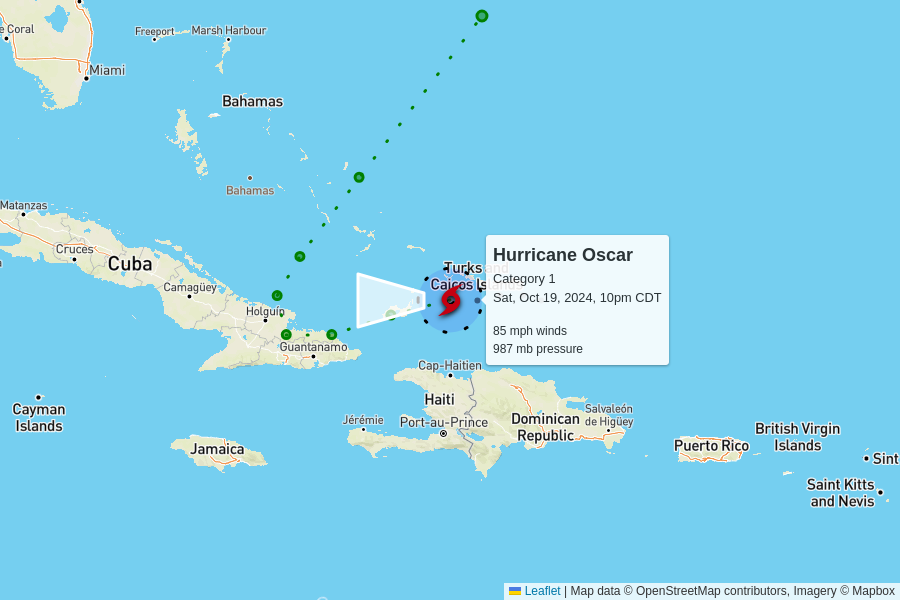 e Coral
Freeport
Marsh Harbour
Miami
Bahamas
Bahamas
Matanzas
Cruces
Cuba
Camagüey
Holguín
Guantanamo
Turks and
Caicos Islands
Hurricane Oscar
Category 1
Sat, Oct 19, 2024, 10pm CDT
85 mph winds
987 mb pressure
Cap-Haitien
Haiti
Cayman
Islands
Jérémie
Port-au-Prince
Dominican
Republic
Salvaleón
de Higüey
Jamaica
Puerto Rico
British Virgin
Islands
Sint
Saint Kitts
and Nevis
Leaflet | Map data © OpenStreetMap contributors, Imagery © Mapbox